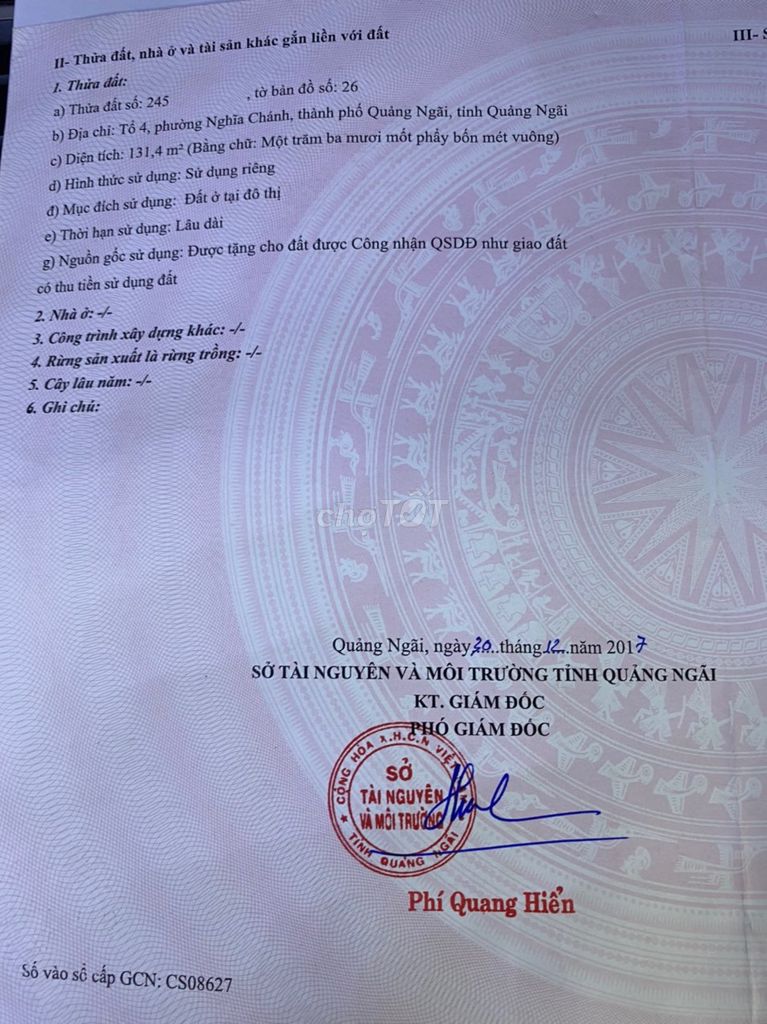 II- Thửa đất, nhà ở và tài sản khác gắn liền với đất
III- S
1. Thửa đất:
a) Thửa đất số: 245 , tờ bản đồ số: 26
b) Địa chỉ: Tổ 4, phường Nghĩa Chánh, thành phố Quảng Ngãi, tỉnh Quảng Ngãi
c) Diện tích: 131,4 m² (Bằng chữ: Một trăm ba mươi mốt phẩy bốn mét vuông)
d) Hình thức sử dụng: Sử dụng riêng
đ) Mục đích sử dụng: Đất ở tại đô thị
e) Thời hạn sử dụng: Lâu dài
g) Nguồn gốc sử dụng: Được tặng cho đất được Công nhận QSDĐ như giao đất
có thu tiền sử dụng đất
2. Nhà ở: -/-
3. Công trình xây dựng khác: -/-
4. Rừng sản xuất là rừng trồng: -/-
5. Cây lâu năm: -/-
6. Ghi chú:
chợTỐT
Quảng Ngãi, ngày 20..tháng 12..năm 2017
SỞ TÀI NGUYÊN VÀ MÔI TRƯỜNG TỈNH QUẢNG NGÃI
KT. GIÁM ĐỐC
PHÓ GIÁM ĐỐC
CỘNG HÒA X.H.C.N VIỆT
SỞ
TÀI NGUYÊN
VÀ MÔI TRƯỜNG
TỈNH QUẢNG NGÃI
Phí Quang Hiển
Số vào sổ cấp GCN: CS08627